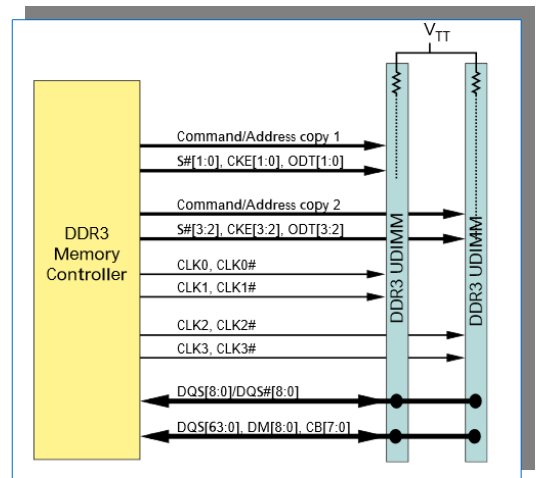 VTT
Command/Address copy 1
S#[1:0], CKE[1:0], ODT[1:0]
Command/Address copy 2
S#[3:2], CKE[3:2], ODT[3:2]
DDR3
Memory
Controller
CLK0, CLK0#
CLK1, CLK1#
CLK2, CLK2#
CLK3, CLK3#
DQS[8:0]/DQS#[8:0]
DQS[63:0], DM[8:0], CB[7:0]
DDR3 UDIMM
DDR3 UDIMM